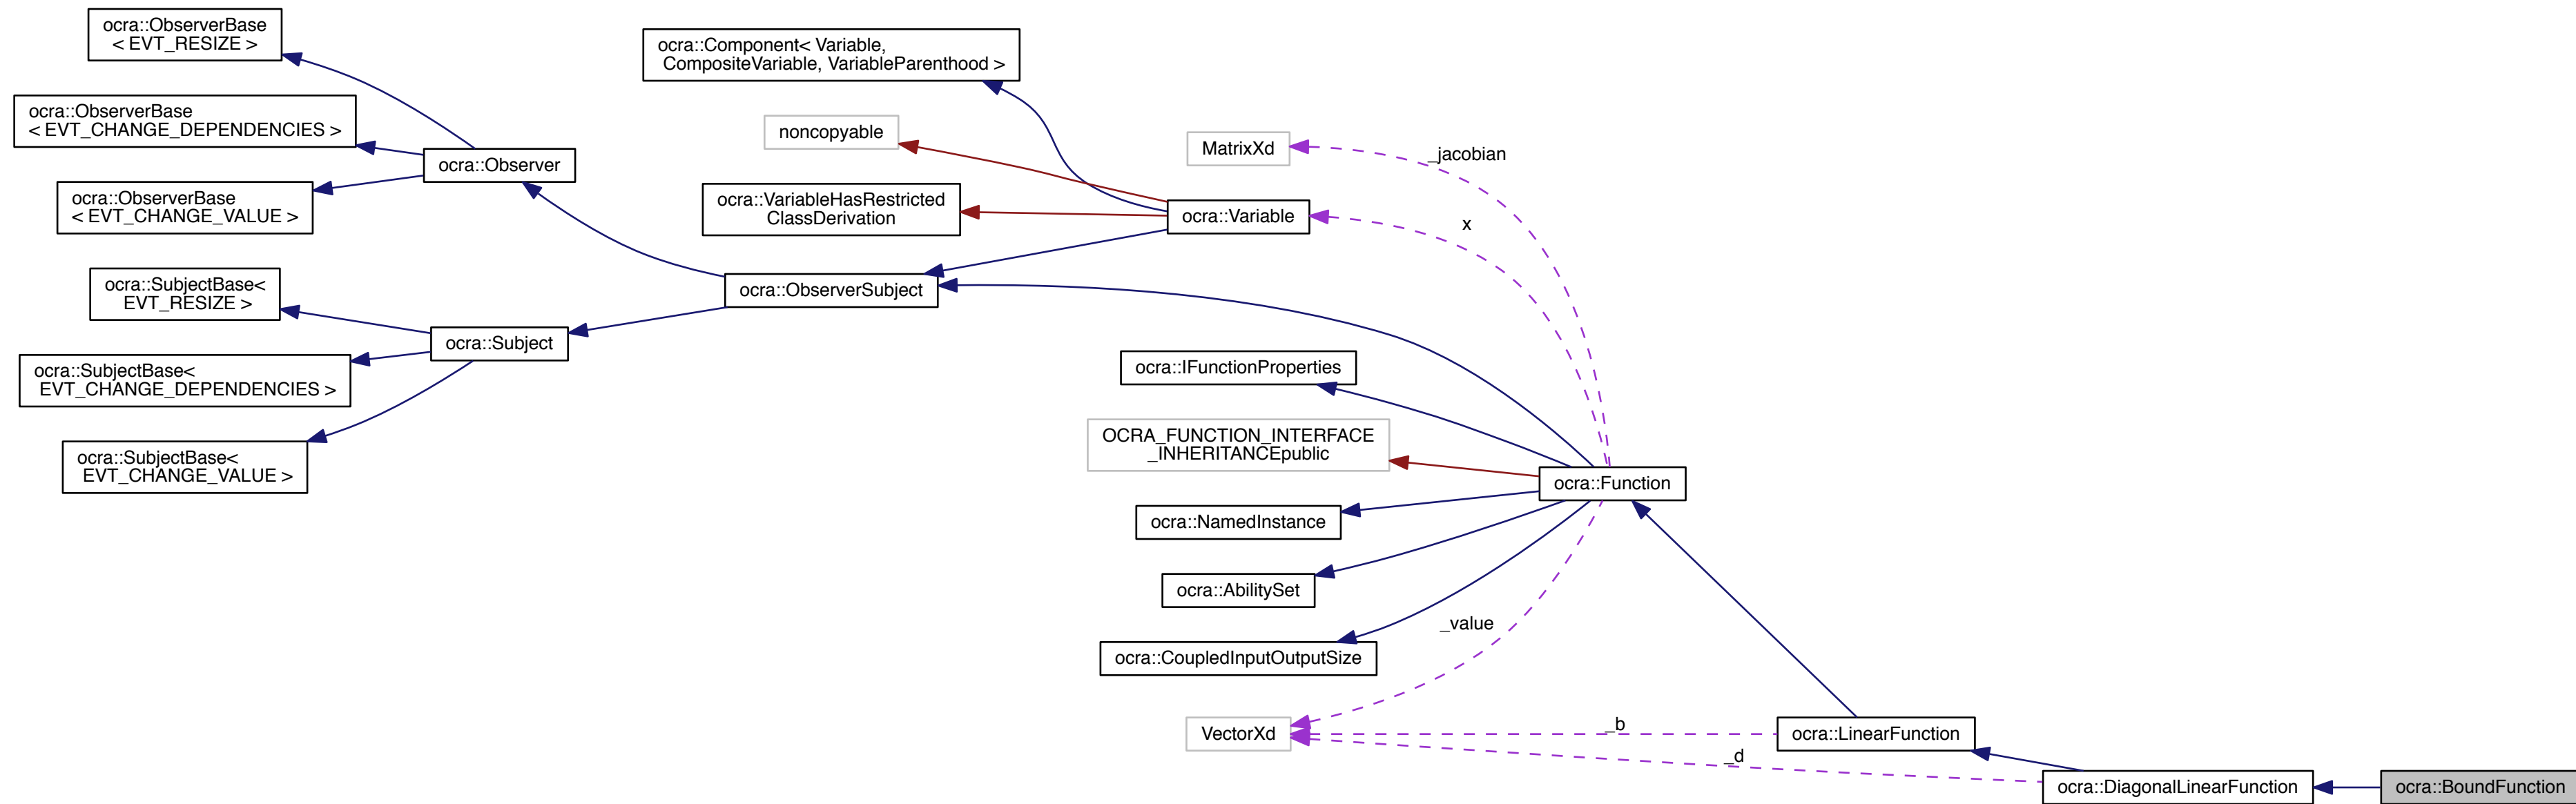 ocra::ObserverBase
< EVT_RESIZE >
ocra::ObserverBase
< EVT_CHANGE_DEPENDENCIES >
ocra::ObserverBase
< EVT_CHANGE_VALUE >
ocra::SubjectBase<
EVT_RESIZE >
ocra::SubjectBase<
EVT_CHANGE_DEPENDENCIES >
ocra::SubjectBase<
EVT_CHANGE_VALUE >
ocra::Observer
ocra::Subject
ocra::Component< Variable,
CompositeVariable, VariableParenthood >
noncopyable
ocra::VariableHasRestricted
ClassDerivation
ocra::ObserverSubject
MatrixXd
ocra::Variable
_jacobian
x
ocra::IFunctionProperties
OCRA_FUNCTION_INTERFACE
_INHERITANCEpublic
ocra::NamedInstance
ocra::AbilitySet
ocra::CoupledInputOutputSize
VectorXd
ocra::Function
_value
_b
_d
ocra::LinearFunction
ocra::DiagonalLinearFunction
ocra::BoundFunction